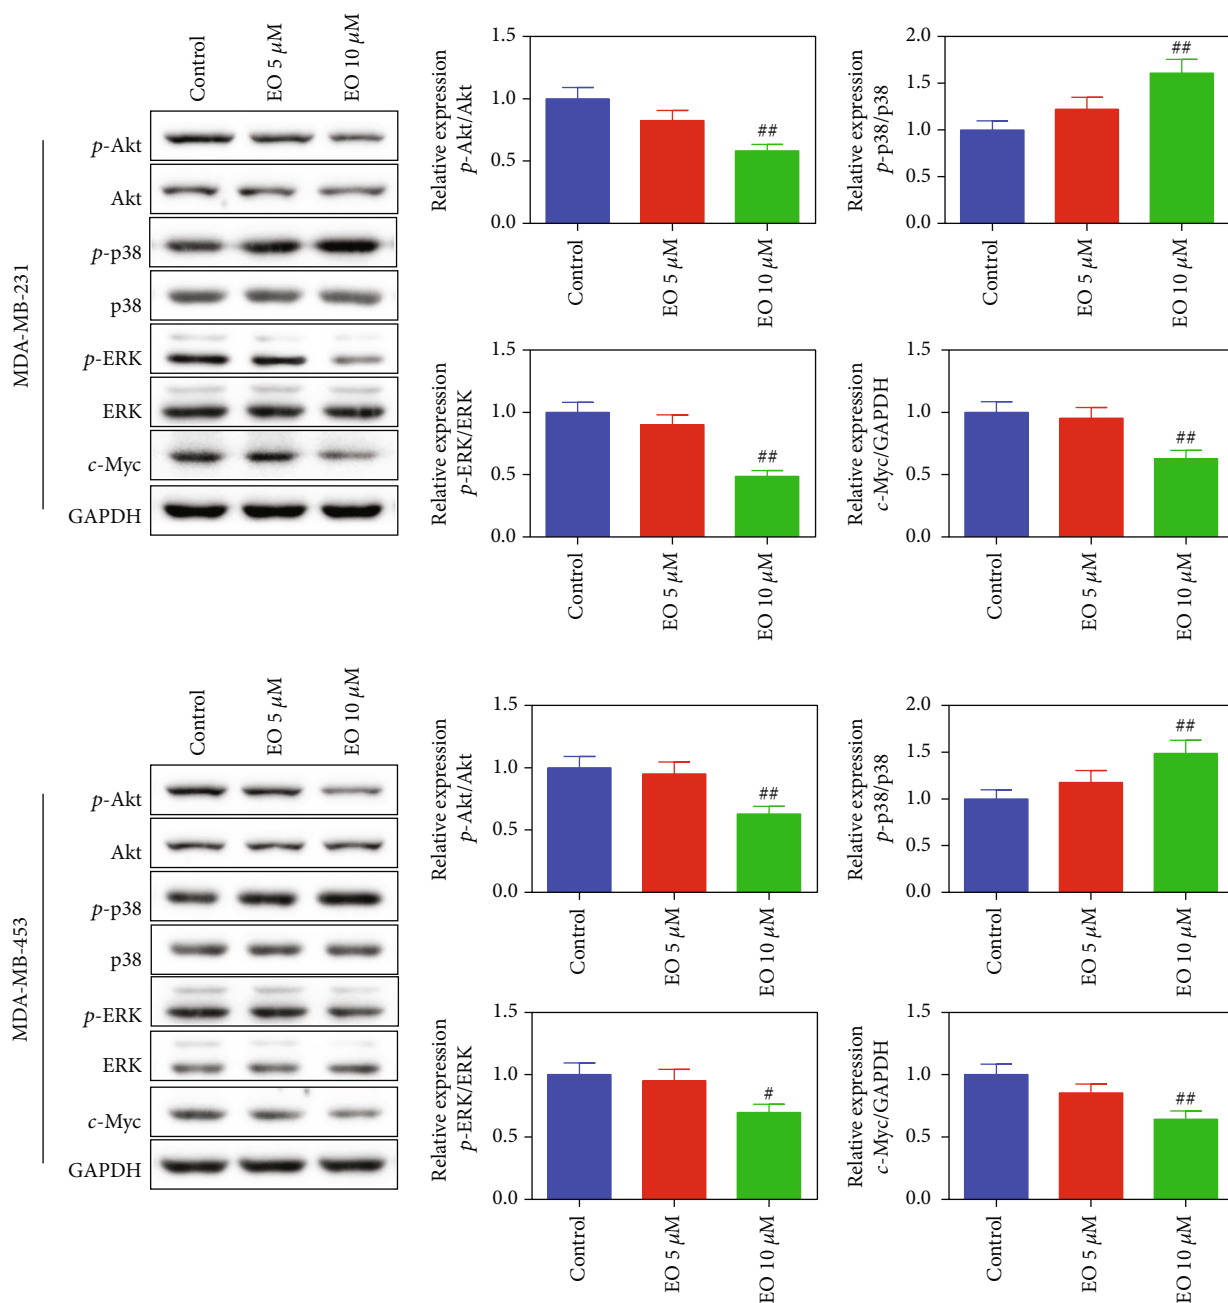 Control
EO 5 μM
EO 10 μM
MDA-MB-231
p-Akt
Akt
p-p38
p38
p-ERK
ERK
c-Myc
GAPDH
Relative expression
p-Akt/Akt
1.5
1.0
0.5
0.0
##
Control
EO 5 μM
EO 10 μM
Relative expression
p-p38/p38
2.0
1.5
1.0
0.5
0.0
##
Control
EO 5 μM
EO 10 μM
Relative expression
p-ERK/ERK
1.5
1.0
0.5
0.0
##
Control
EO 5 μM
EO 10 μM
Relative expression
c-Myc/GAPDH
1.5
1.0
0.5
0.0
##
Control
EO 5 μM
EO 10 μM
Control
EO 5 μM
EO 10 μM
MDA-MB-453
p-Akt
Akt
p-p38
p38
p-ERK
ERK
c-Myc
GAPDH
Relative expression
p-Akt/Akt
1.5
1.0
0.5
0.0
##
Control
EO 5 μM
EO 10 μM
Relative expression
p-p38/p38
2.0
1.5
1.0
0.5
0.0
##
Control
EO 5 μM
EO 10 μM
Relative expression
p-ERK/ERK
1.5
1.0
0.5
0.0
#
Control
EO 5 μM
EO 10 μM
Relative expression
c-Myc/GAPDH
1.5
1.0
0.5
0.0
##
Control
EO 5 μM
EO 10 μM